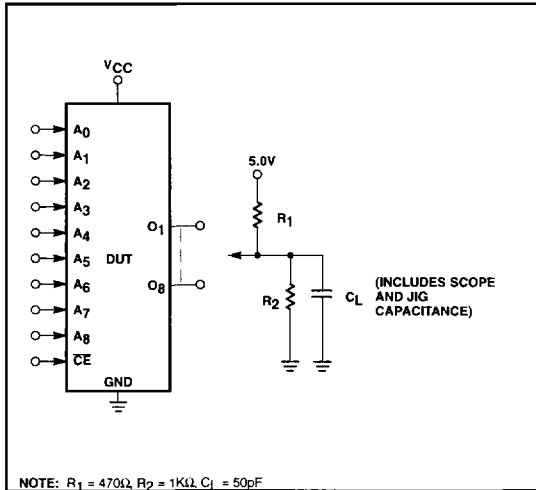 VCC
A0
A1
A2
A3
A4
A5
A6
A7
A8
CE
DUT
O1
O8
GND
5.0V
R1
R2
CL
(INCLUDES SCOPE
AND JIG
CAPACITANCE)
NOTE: R1 = 470Ω, R2 = 1KΩ, CL = 50pF